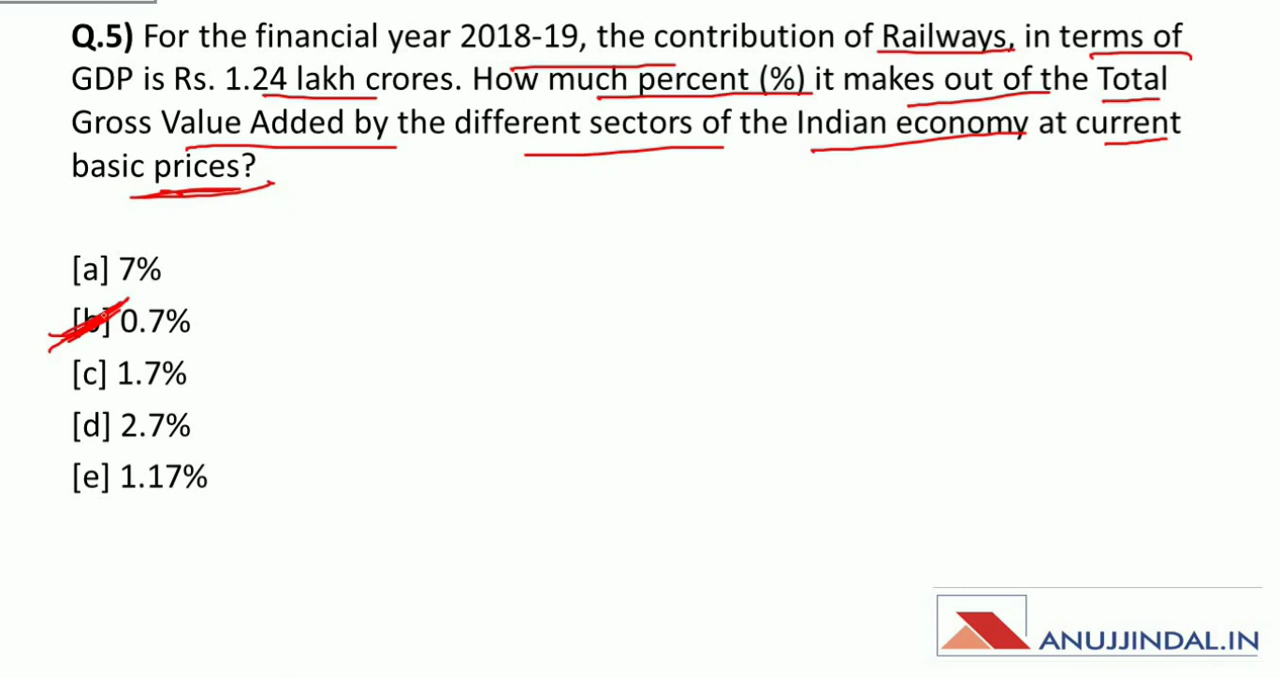 Q.5) For the financial year 2018-19, the contribution of Railways, in terms of
GDP is Rs. 1.24 lakh crores. How much percent (%) it makes out of the Total
Gross Value Added by the different sectors of the Indian economy at current
basic prices?
[a] 7%
[b] 0.7%
[c] 1.7%
[d] 2.7%
[e] 1.17%
ANUJJINDAL.IN